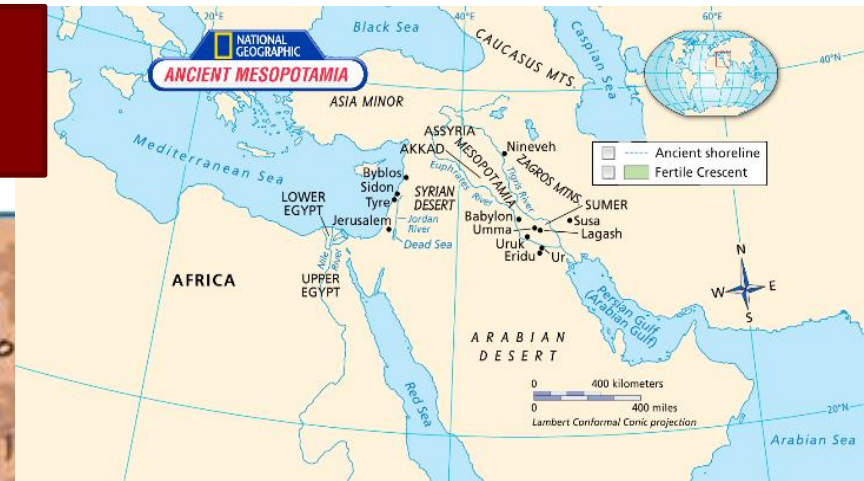 20°E
Black Sea
40°E
CAUCASUS MTS.
Caspian Sea
60°E
40°N
NATIONAL
GEOGRAPHIC
ANCIENT MESOPOTAMIA
ASIA MINOR
Mediterranean Sea
ASSYRIA
AKKAD
MESOPOTAMIA
Nineveh
Tigris River
ZAGROS MTNS.
Euphrates
River
Ancient shoreline
Fertile Crescent
Byblos
Sidon
Tyre
SYRIAN
DESERT
LOWER
EGYPT
Jerusalem
Jordan
River
Dead Sea
Babylon
Umma
Uruk
Eridu
Ur
SUMER
Susa
Lagash
AFRICA
Nile
River
UPPER
EGYPT
N
W
E
S
Persian Gulf
(Arabian Gulf)
ARABIAN
DESERT
Red Sea
0 400 kilometers
0 400 miles
Lambert Conformal Conic projection
20°N
Arabian Sea